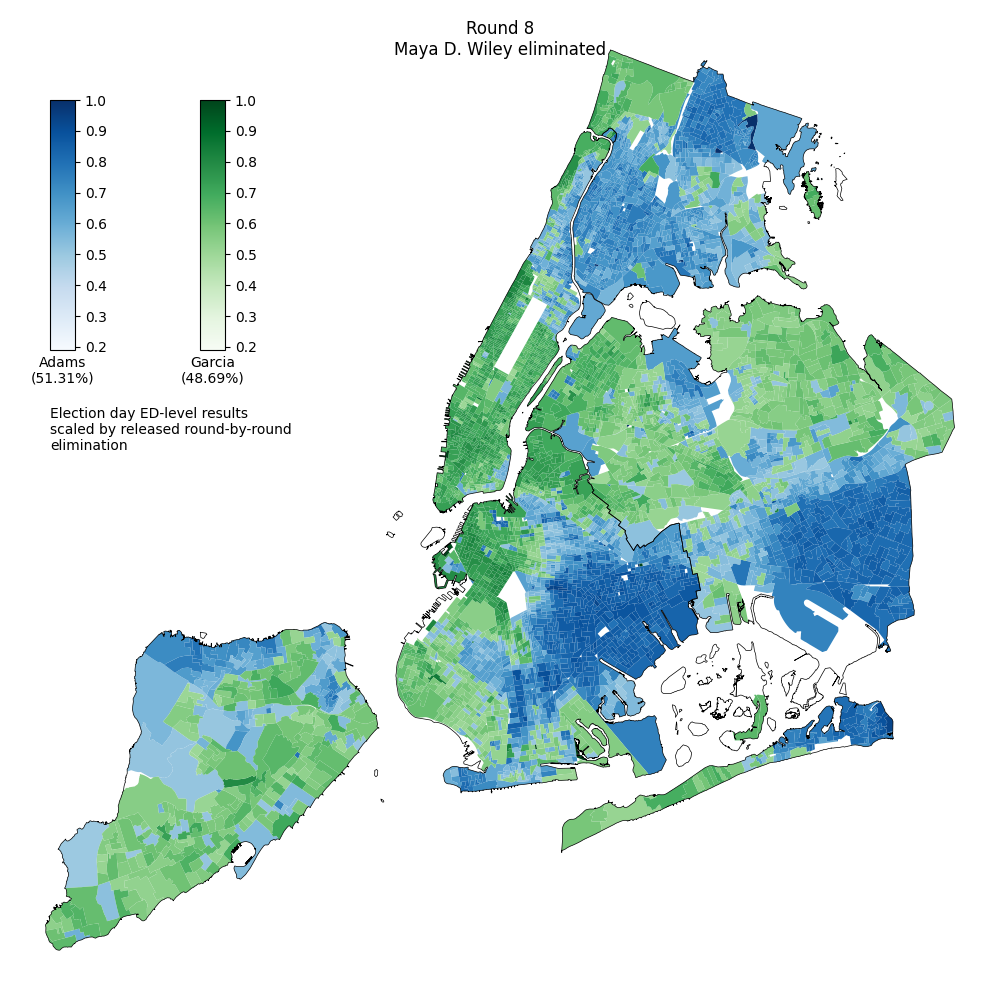 Round 8
Maya D. Wiley eliminated
1.0
0.9
0.8
0.7
0.6
0.5
0.4
0.3
0.2
Adams
(51.31%)
1.0
0.9
0.8
0.7
0.6
0.5
0.4
0.3
0.2
Garcia
(48.69%)
Election day ED-level results
scaled by released round-by-round
elimination